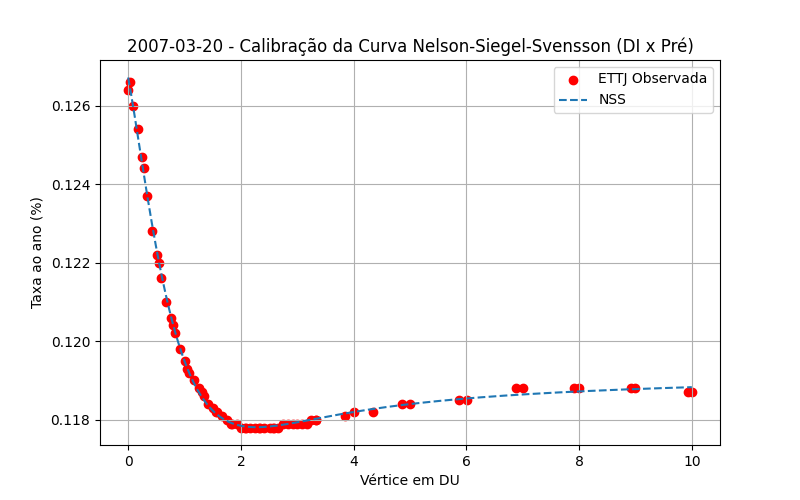 2007-03-20 - Calibração da Curva Nelson-Siegel-Svensson (DI x Pré)
ETTJ Observada
NSS
Taxa ao ano (%)
0.126
0.124
0.122
0.120
0.118
0
2
4
6
8
10
Vértice em DU